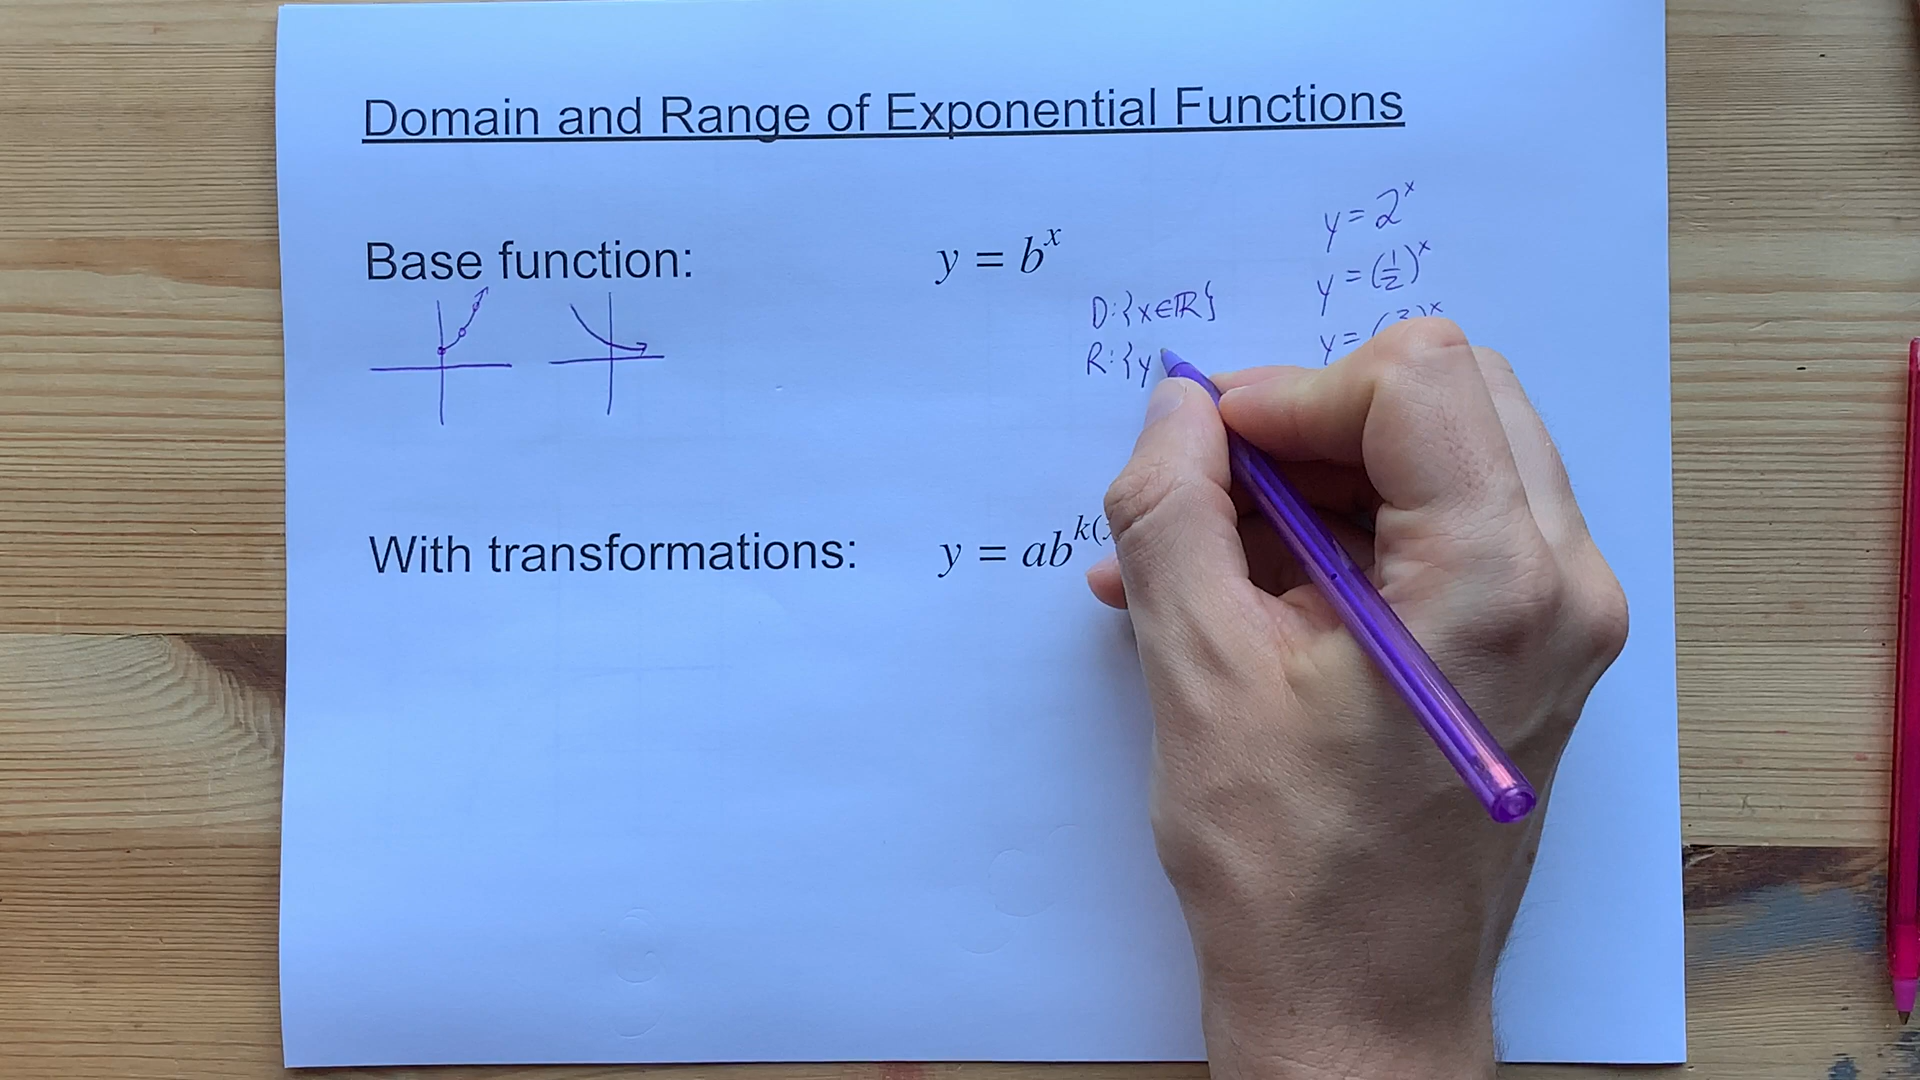 Domain and Range of Exponential Functions
y = 2^x
Base function: y = b^x
y = (1/2)^x
D:{x∈ℝ}
y = (
R:{y
With transformations: y = ab^k(